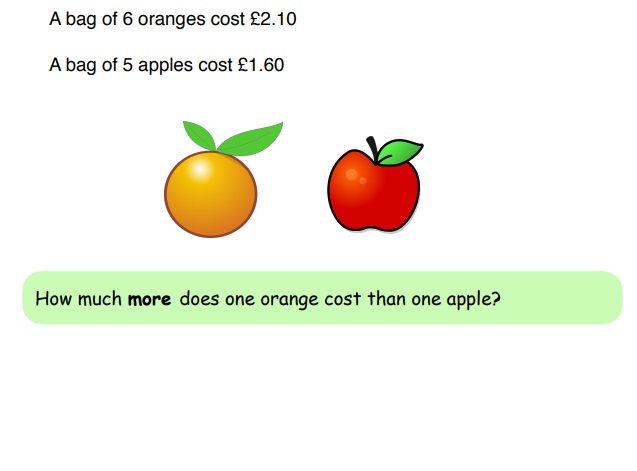 A bag of 6 oranges cost £2.10
A bag of 5 apples cost £1.60
How much more does one orange cost than one apple?